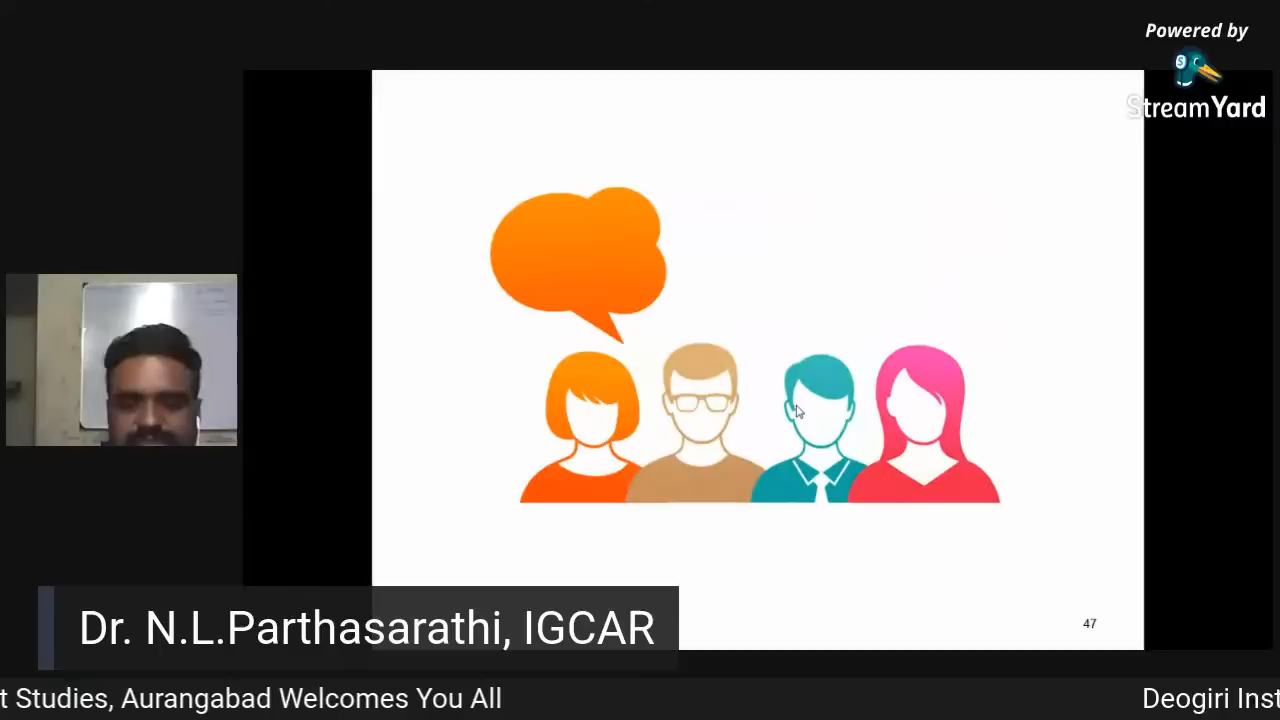 Powered by
StreamYard
47
Dr. N.L.Parthasarathi, IGCAR
t Studies, Aurangabad Welcomes You All
Deogiri Inst